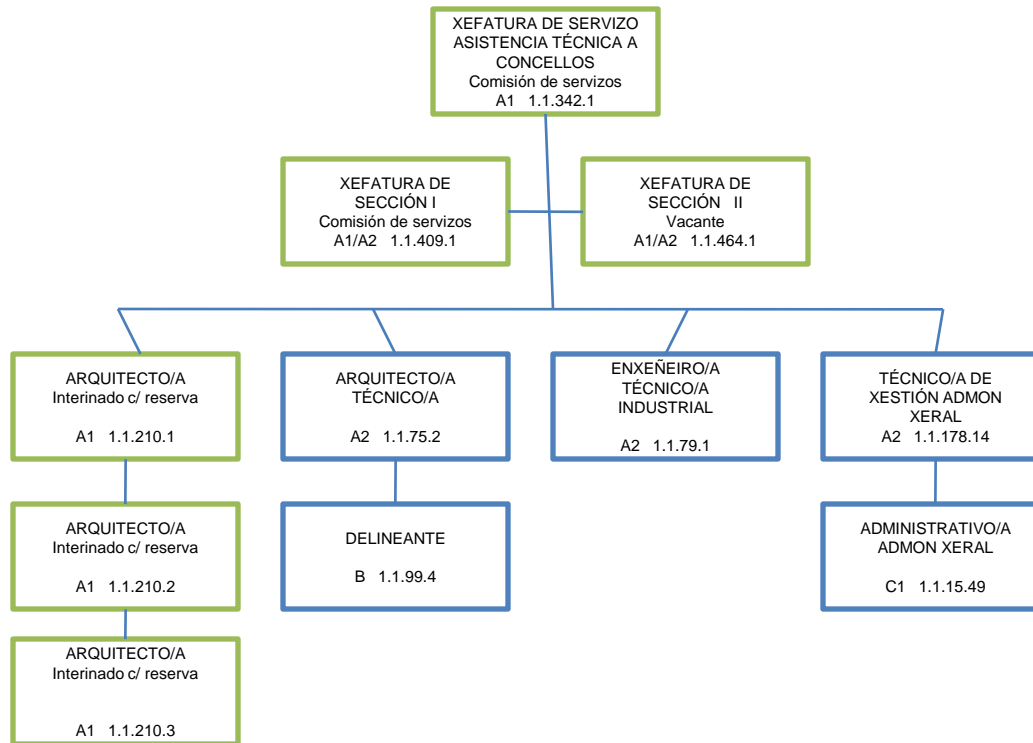 XEFATURA DE SERVIZO
ASISTENCIA TÉCNICA A
CONCELLOS
Comisión de servizos
A1 1.1.342.1
XEFATURA DE
SECCIÓN I
Comisión de servizos
A1/A2 1.1.409.1
XEFATURA DE
SECCIÓN II
Vacante
A1/A2 1.1.464.1
ARQUITECTO/A
Interinado c/ reserva
A1 1.1.210.1
ARQUITECTO/A
TÉCNICO/A
A2 1.1.75.2
ENXEÑEIRO/A
TÉCNICO/A
INDUSTRIAL
A2 1.1.79.1
TÉCNICO/A DE
XESTIÓN ADMON
XERAL
A2 1.1.178.14
ARQUITECTO/A
Interinado c/ reserva
A1 1.1.210.2
DELINEANTE
B 1.1.99.4
ADMINISTRATIVO/A
ADMON XERAL
C1 1.1.15.49
ARQUITECTO/A
Interinado c/ reserva
A1 1.1.210.3